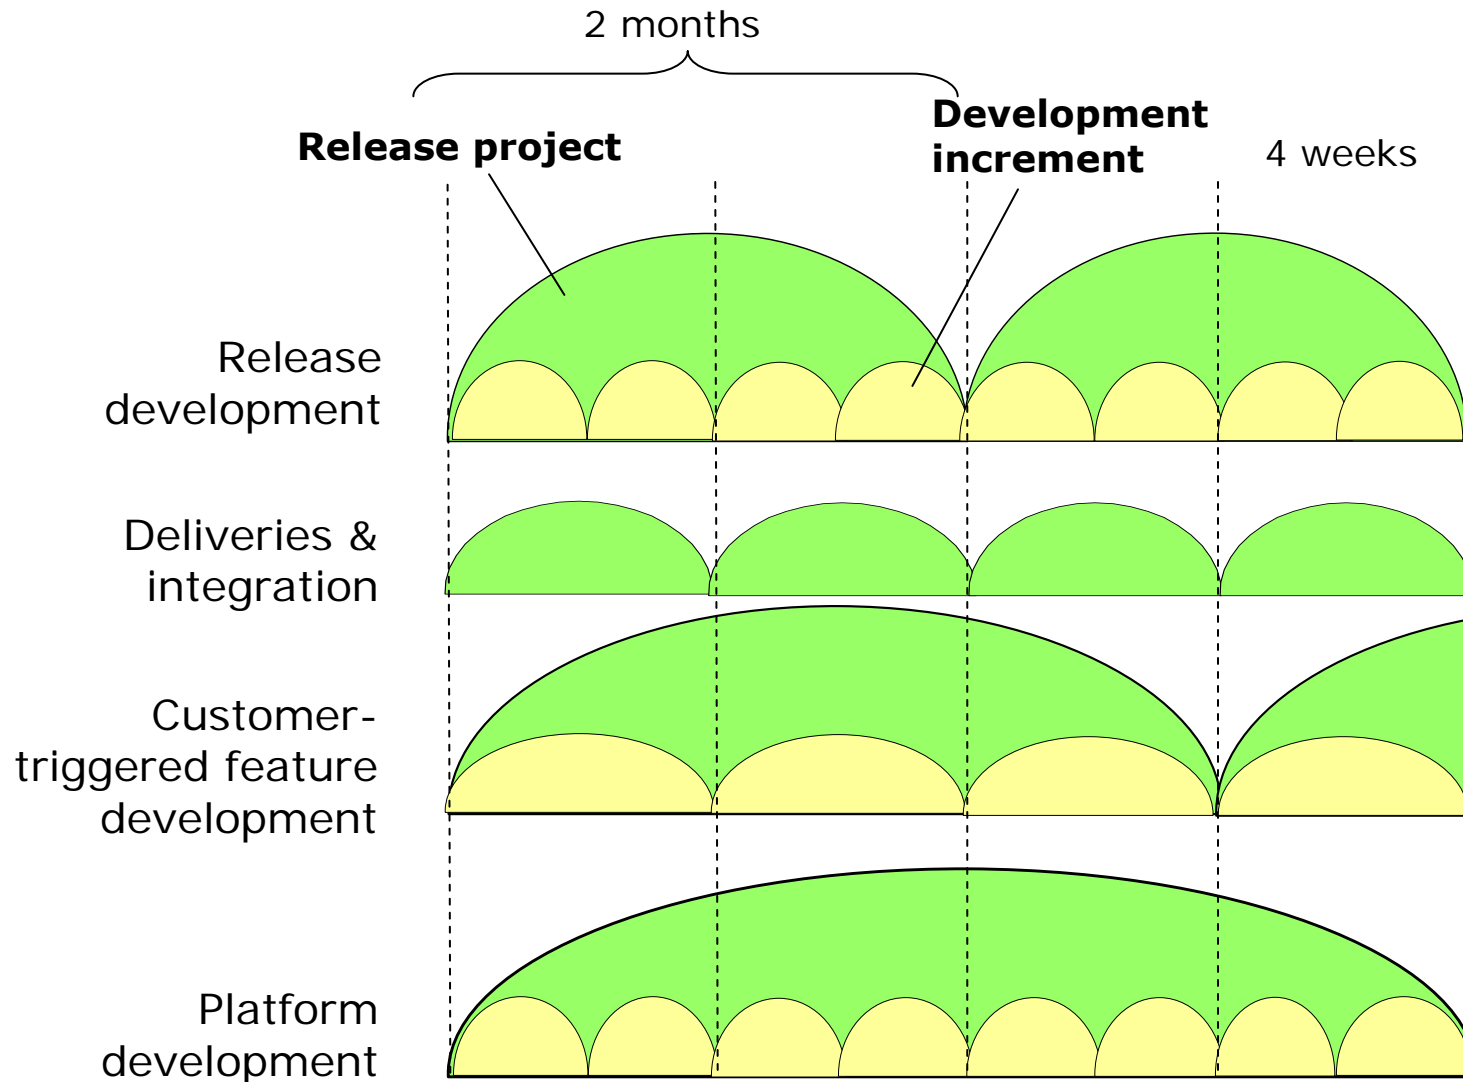 2 months
Release project
Development
increment
4 weeks
Release
development
Deliveries &
integration
Customer-
triggered feature
development
Platform
development